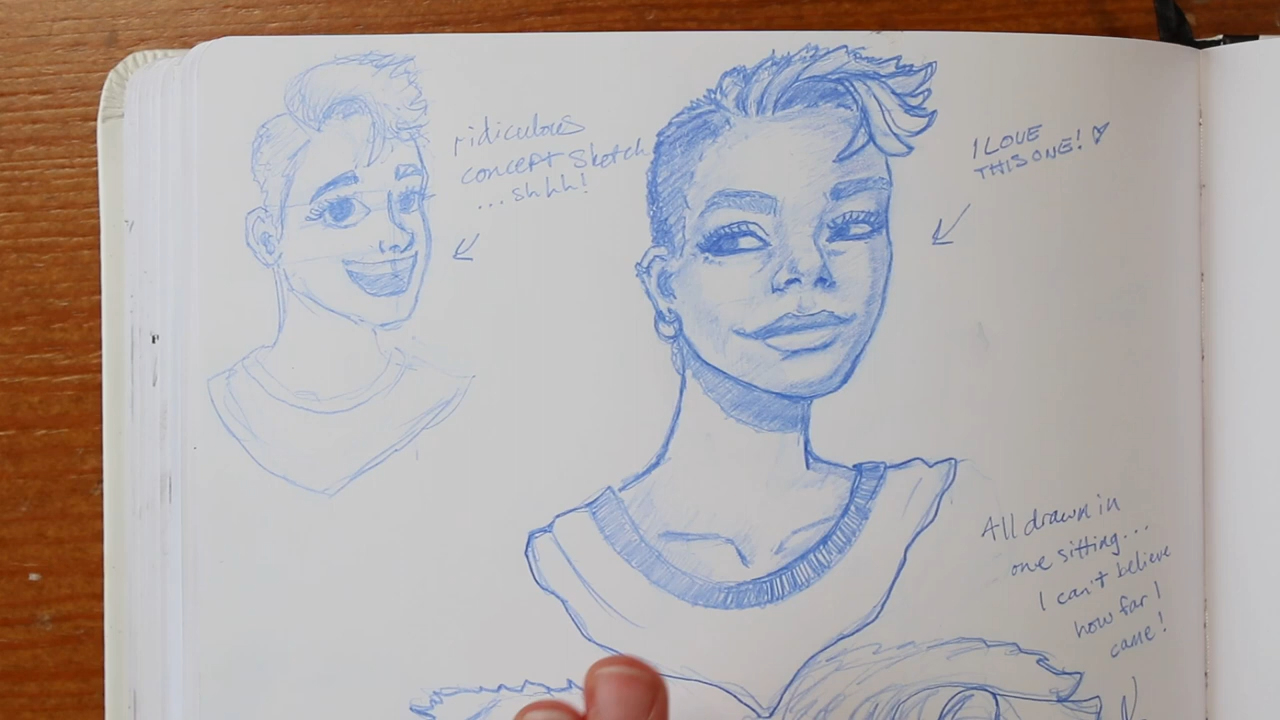 ridiculous
concept sketch
...shhh!
I LOVE
THIS ONE!
All drawn in
one sitting...
I can't believe
how far I
came!